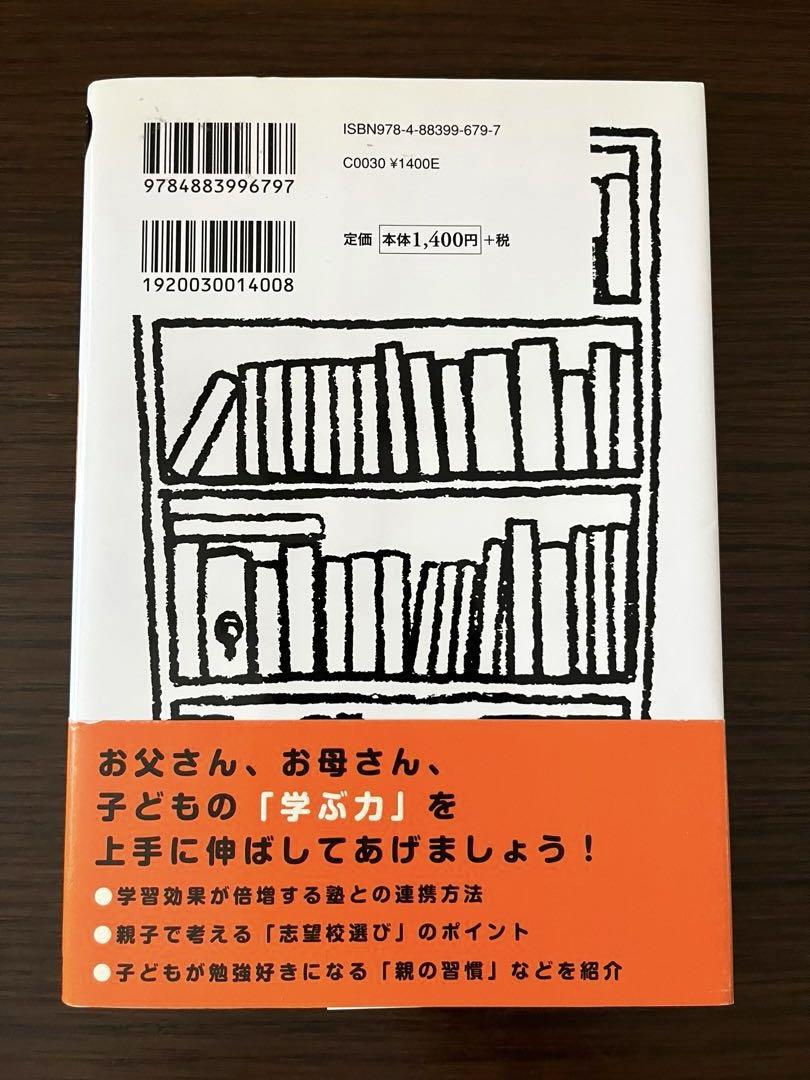 ISBN978-4-88399-679-7
9784883996797
C0030 ¥1400E
1920030014008
定価 本体1,400円+税
お父さん、お母さん、
子どもの「学ぶ力」を
上手に伸ばしてあげましょう!
●学習効果が倍増する塾との連携方法
●親子で考える「志望校選び」のポイント
●子どもが勉強好きになる「親の習慣」などを紹介